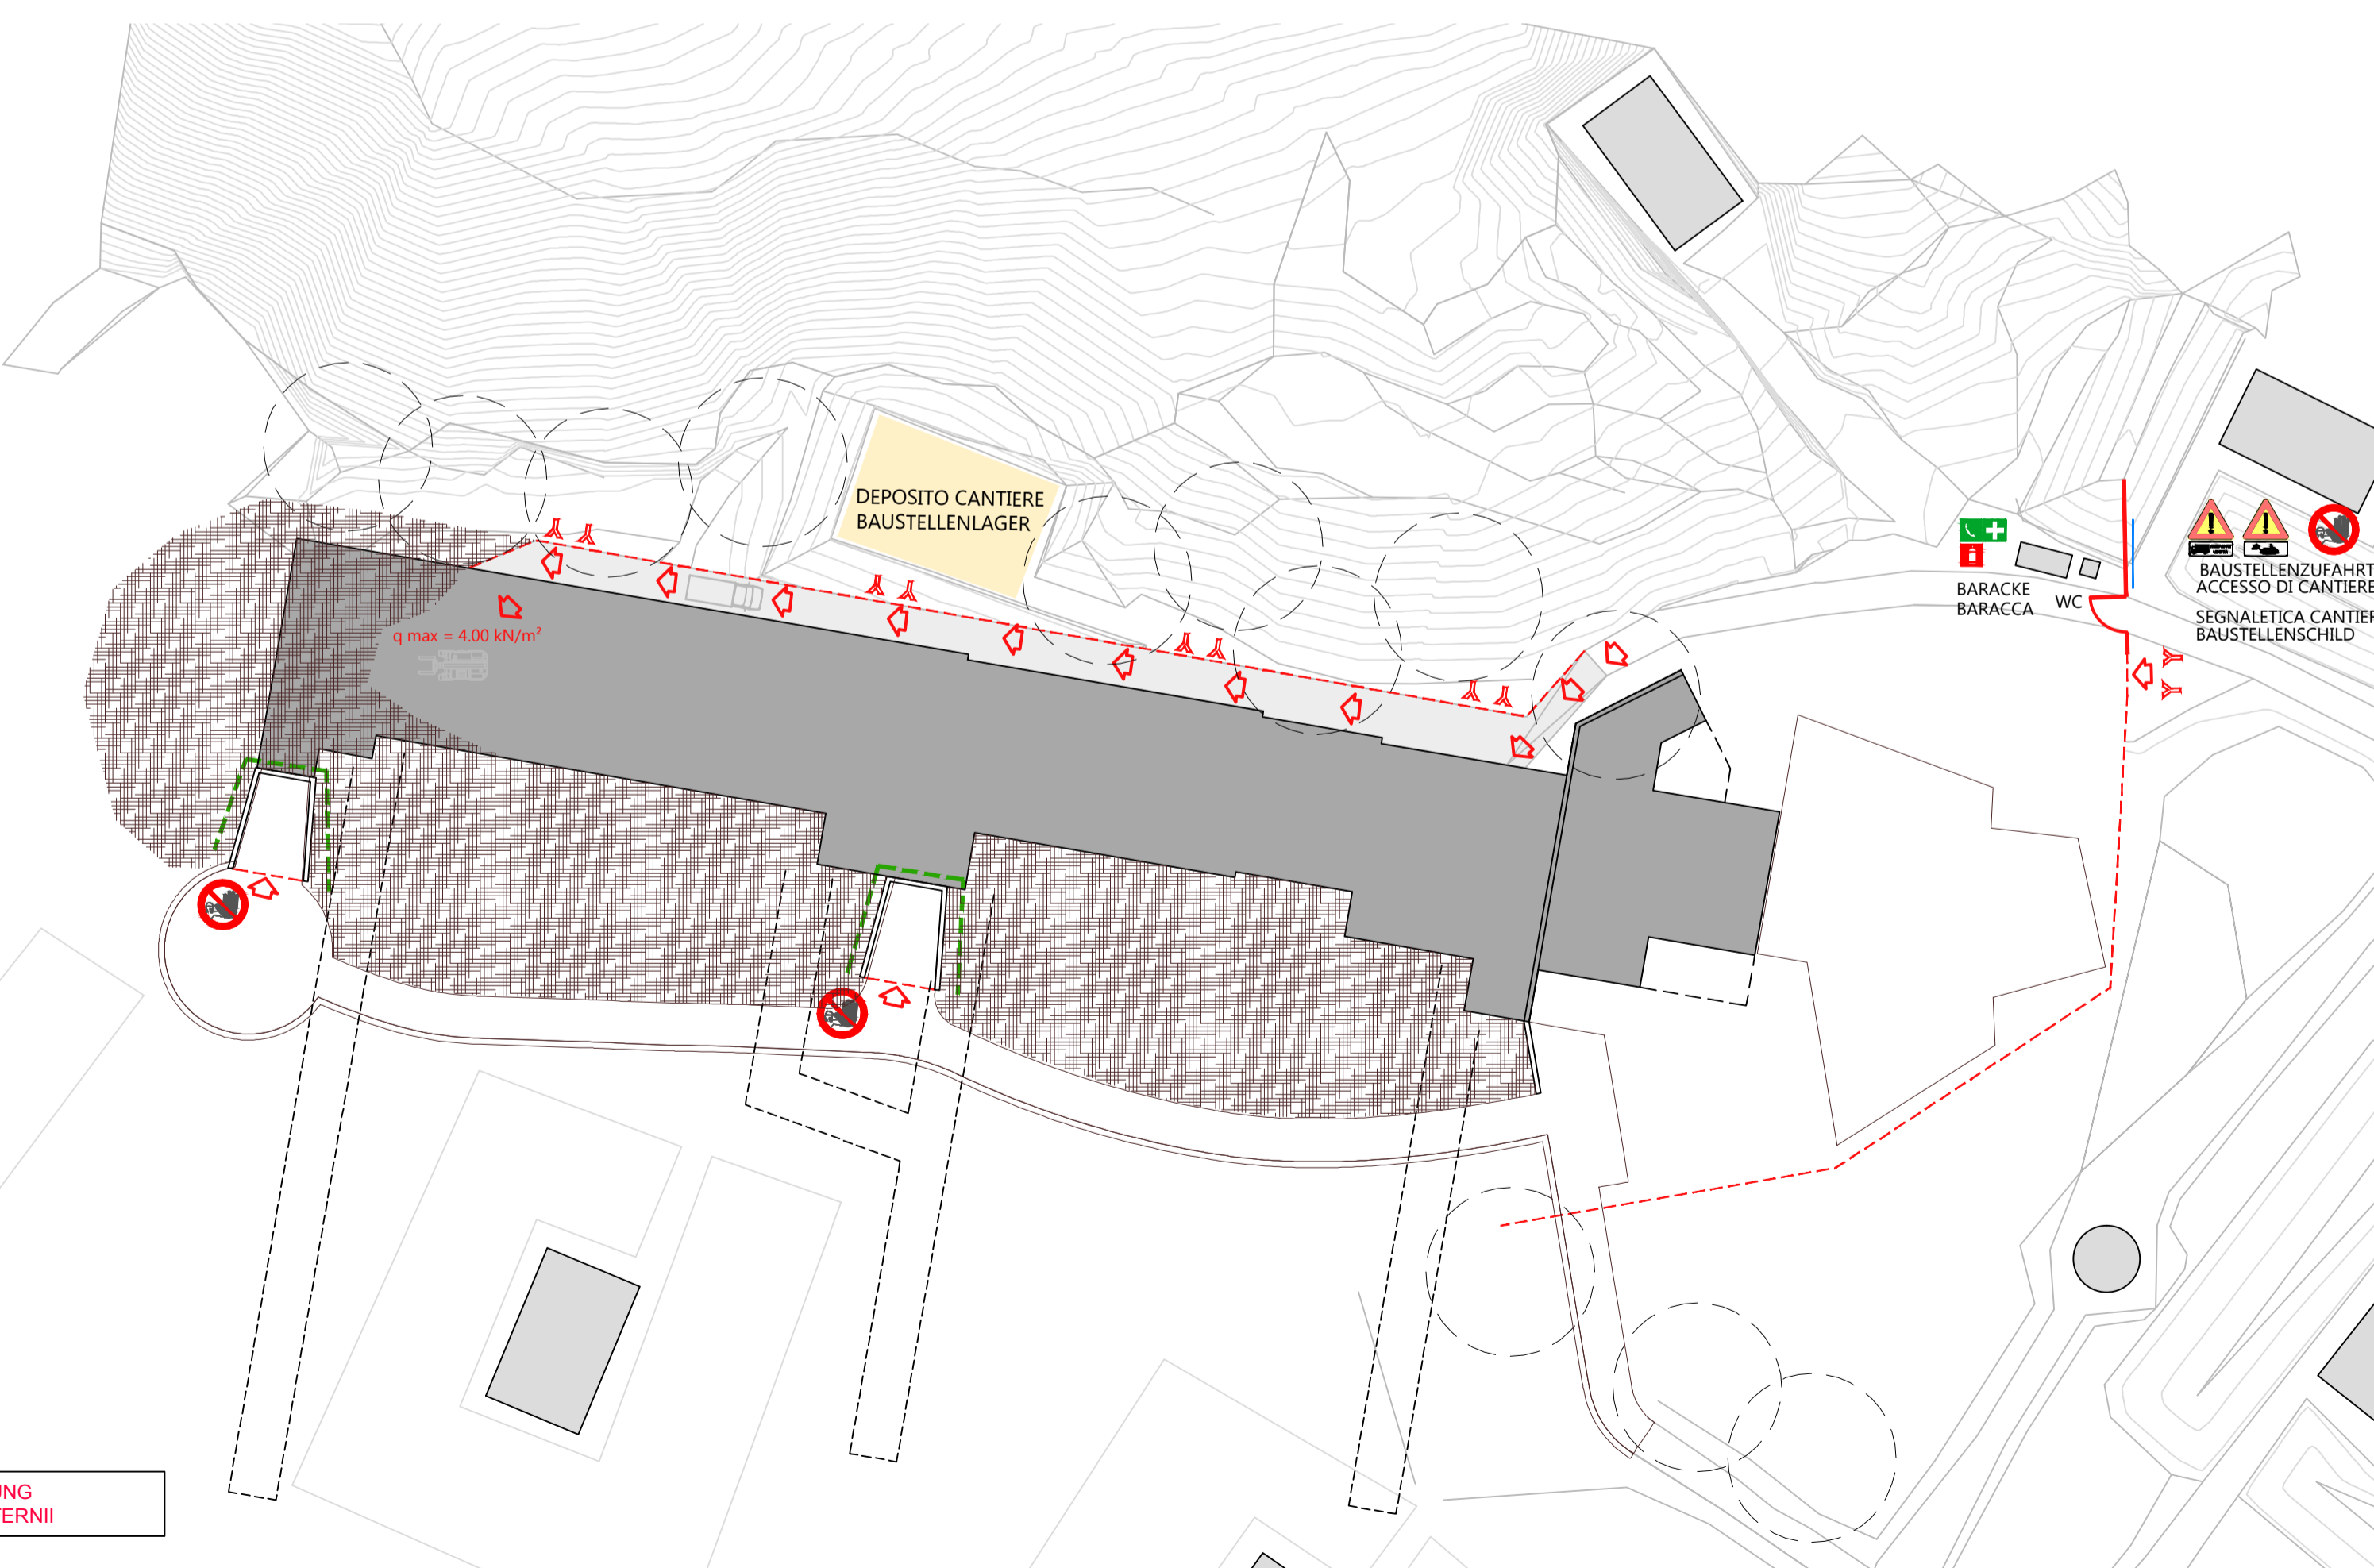 DEPOSITO CANTIERE
BAUSTELLENLAGER
q max = 4.00 kN/m²
BARACKE
BARACCA
WC
BAUSTELLENZUFAHRT
ACCESSO DI CANTIERE
SEGNALETICA CANTIER
BAUSTELLENSCHILD
UNG
TERNII